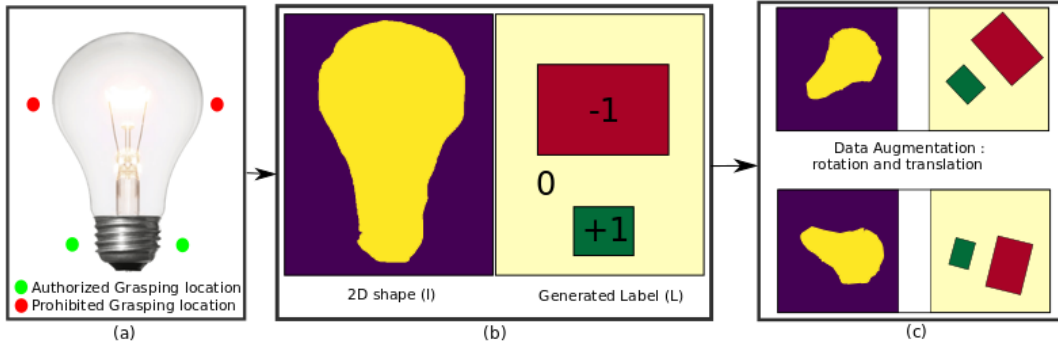 Authorized Grasping location
Prohibited Grasping location
(a)
-1
0
+1
2D shape (I)
Generated Label (L)
(b)
Data Augmentation :
rotation and translation
(c)